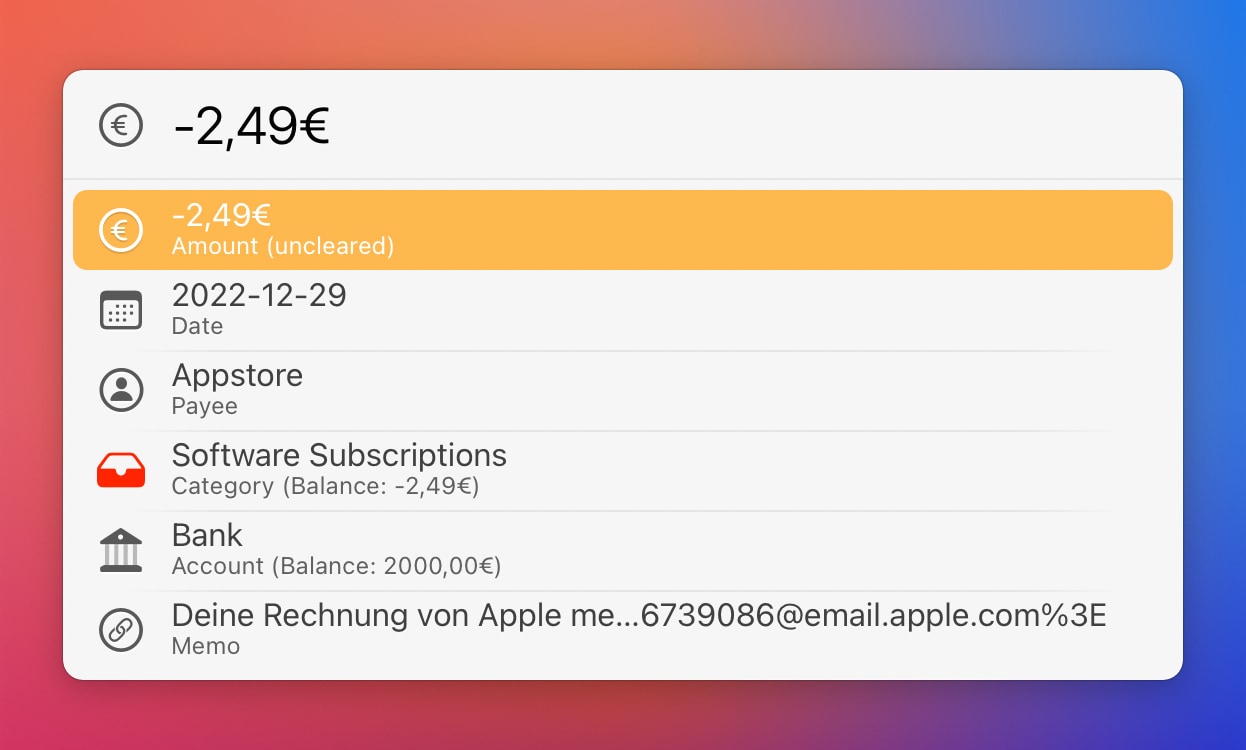 -2,49€
-2,49€
Amount (uncleared)
2022-12-29
Date
Appstore
Payee
Software Subscriptions
Category (Balance: -2,49€)
Bank
Account (Balance: 2000,00€)
Deine Rechnung von Apple me...6739086@email.apple.com%3E
Memo